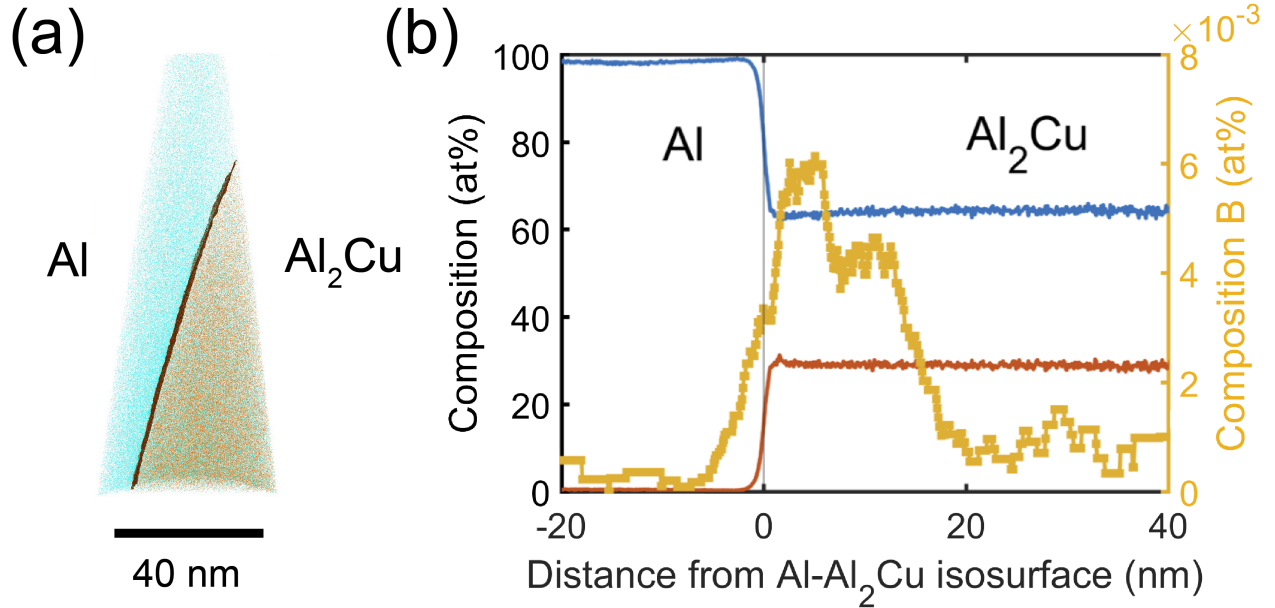 (a)
Al
Al₂Cu
40 nm
(b)
×10⁻³
100
80
60
40
20
0
Composition (at%)
Al
Al₂Cu
8
6
4
2
0
Composition B (at%)
-20
0
20
40
Distance from Al-Al₂Cu isosurface (nm)